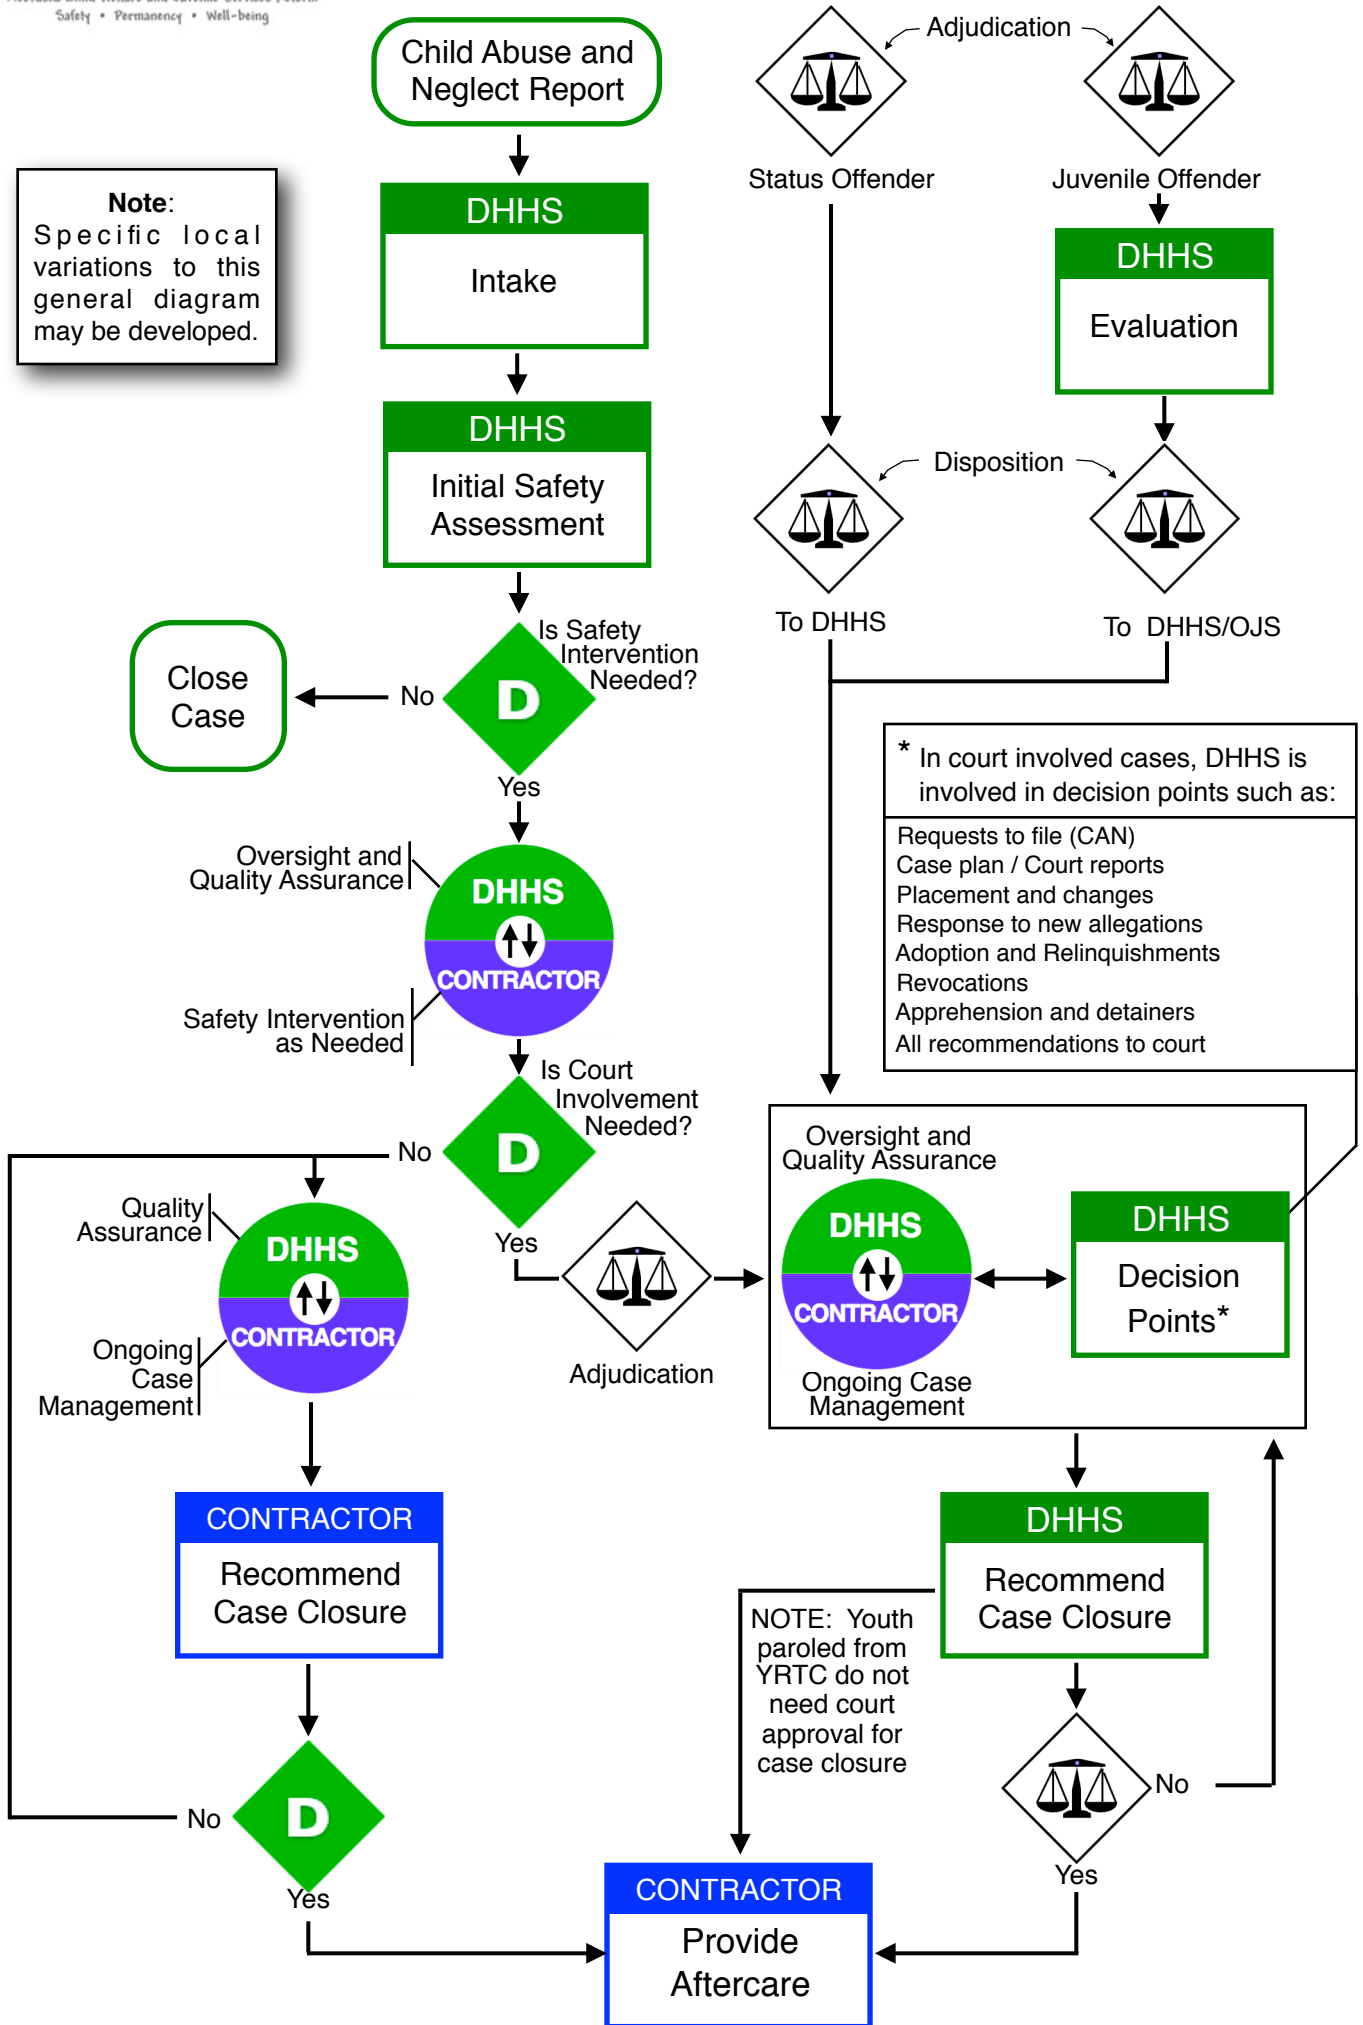 Safety • Permanency • Well-being
Child Abuse and
Neglect Report
Adjudication
Status Offender
Juvenile Offender
Note:
Specific local
variations to this
general diagram
may be developed.
DHHS
Intake
DHHS
Evaluation
DHHS
Initial Safety
Assessment
Disposition
To DHHS
To DHHS/OJS
Is Safety
Intervention
Needed?
D
No
Close
Case
Yes
* In court involved cases, DHHS is
involved in decision points such as:
Requests to file (CAN)
Case plan / Court reports
Placement and changes
Response to new allegations
Adoption and Relinquishments
Revocations
Apprehension and detainers
All recommendations to court
Oversight and
Quality Assurance
DHHS
CONTRACTOR
Safety Intervention
as Needed
Is Court
Involvement
Needed?
D
No
Yes
Adjudication
Quality
Assurance
DHHS
CONTRACTOR
Ongoing
Case
Management
Oversight and
Quality Assurance
DHHS
CONTRACTOR
Ongoing Case
Management
DHHS
Decision
Points*
CONTRACTOR
Recommend
Case Closure
DHHS
Recommend
Case Closure
NOTE: Youth
paroled from
YRTC do not
need court
approval for
case closure
No
Yes
D
No
Yes
CONTRACTOR
Provide
Aftercare